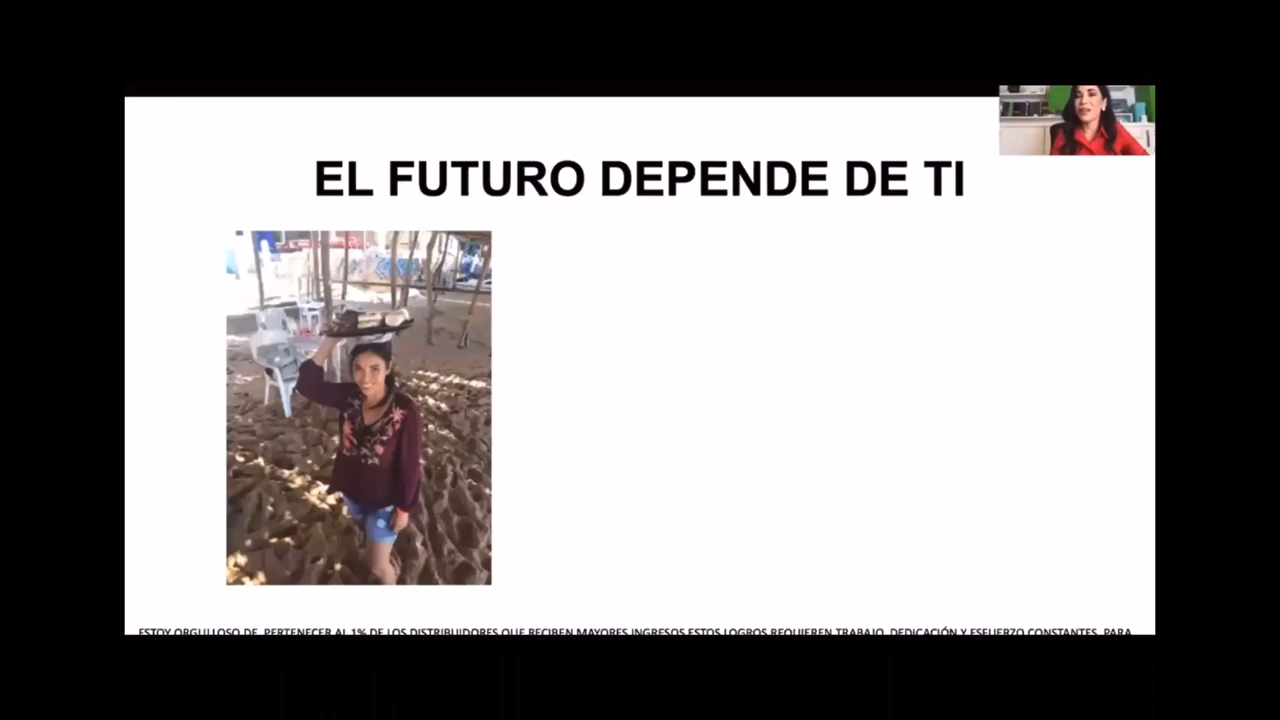 EL FUTURO DEPENDE DE TI
ESTOY ORGULLOSO DE PERTENECER AL 1% DE LOS DISTRIBUIDORES QUE RECIBEN MAYORES INGRESOS ESTOS LOGROS REQUIEREN TRABAJO, DEDICACIÓN Y ESFUERZO CONSTANTES. PARA